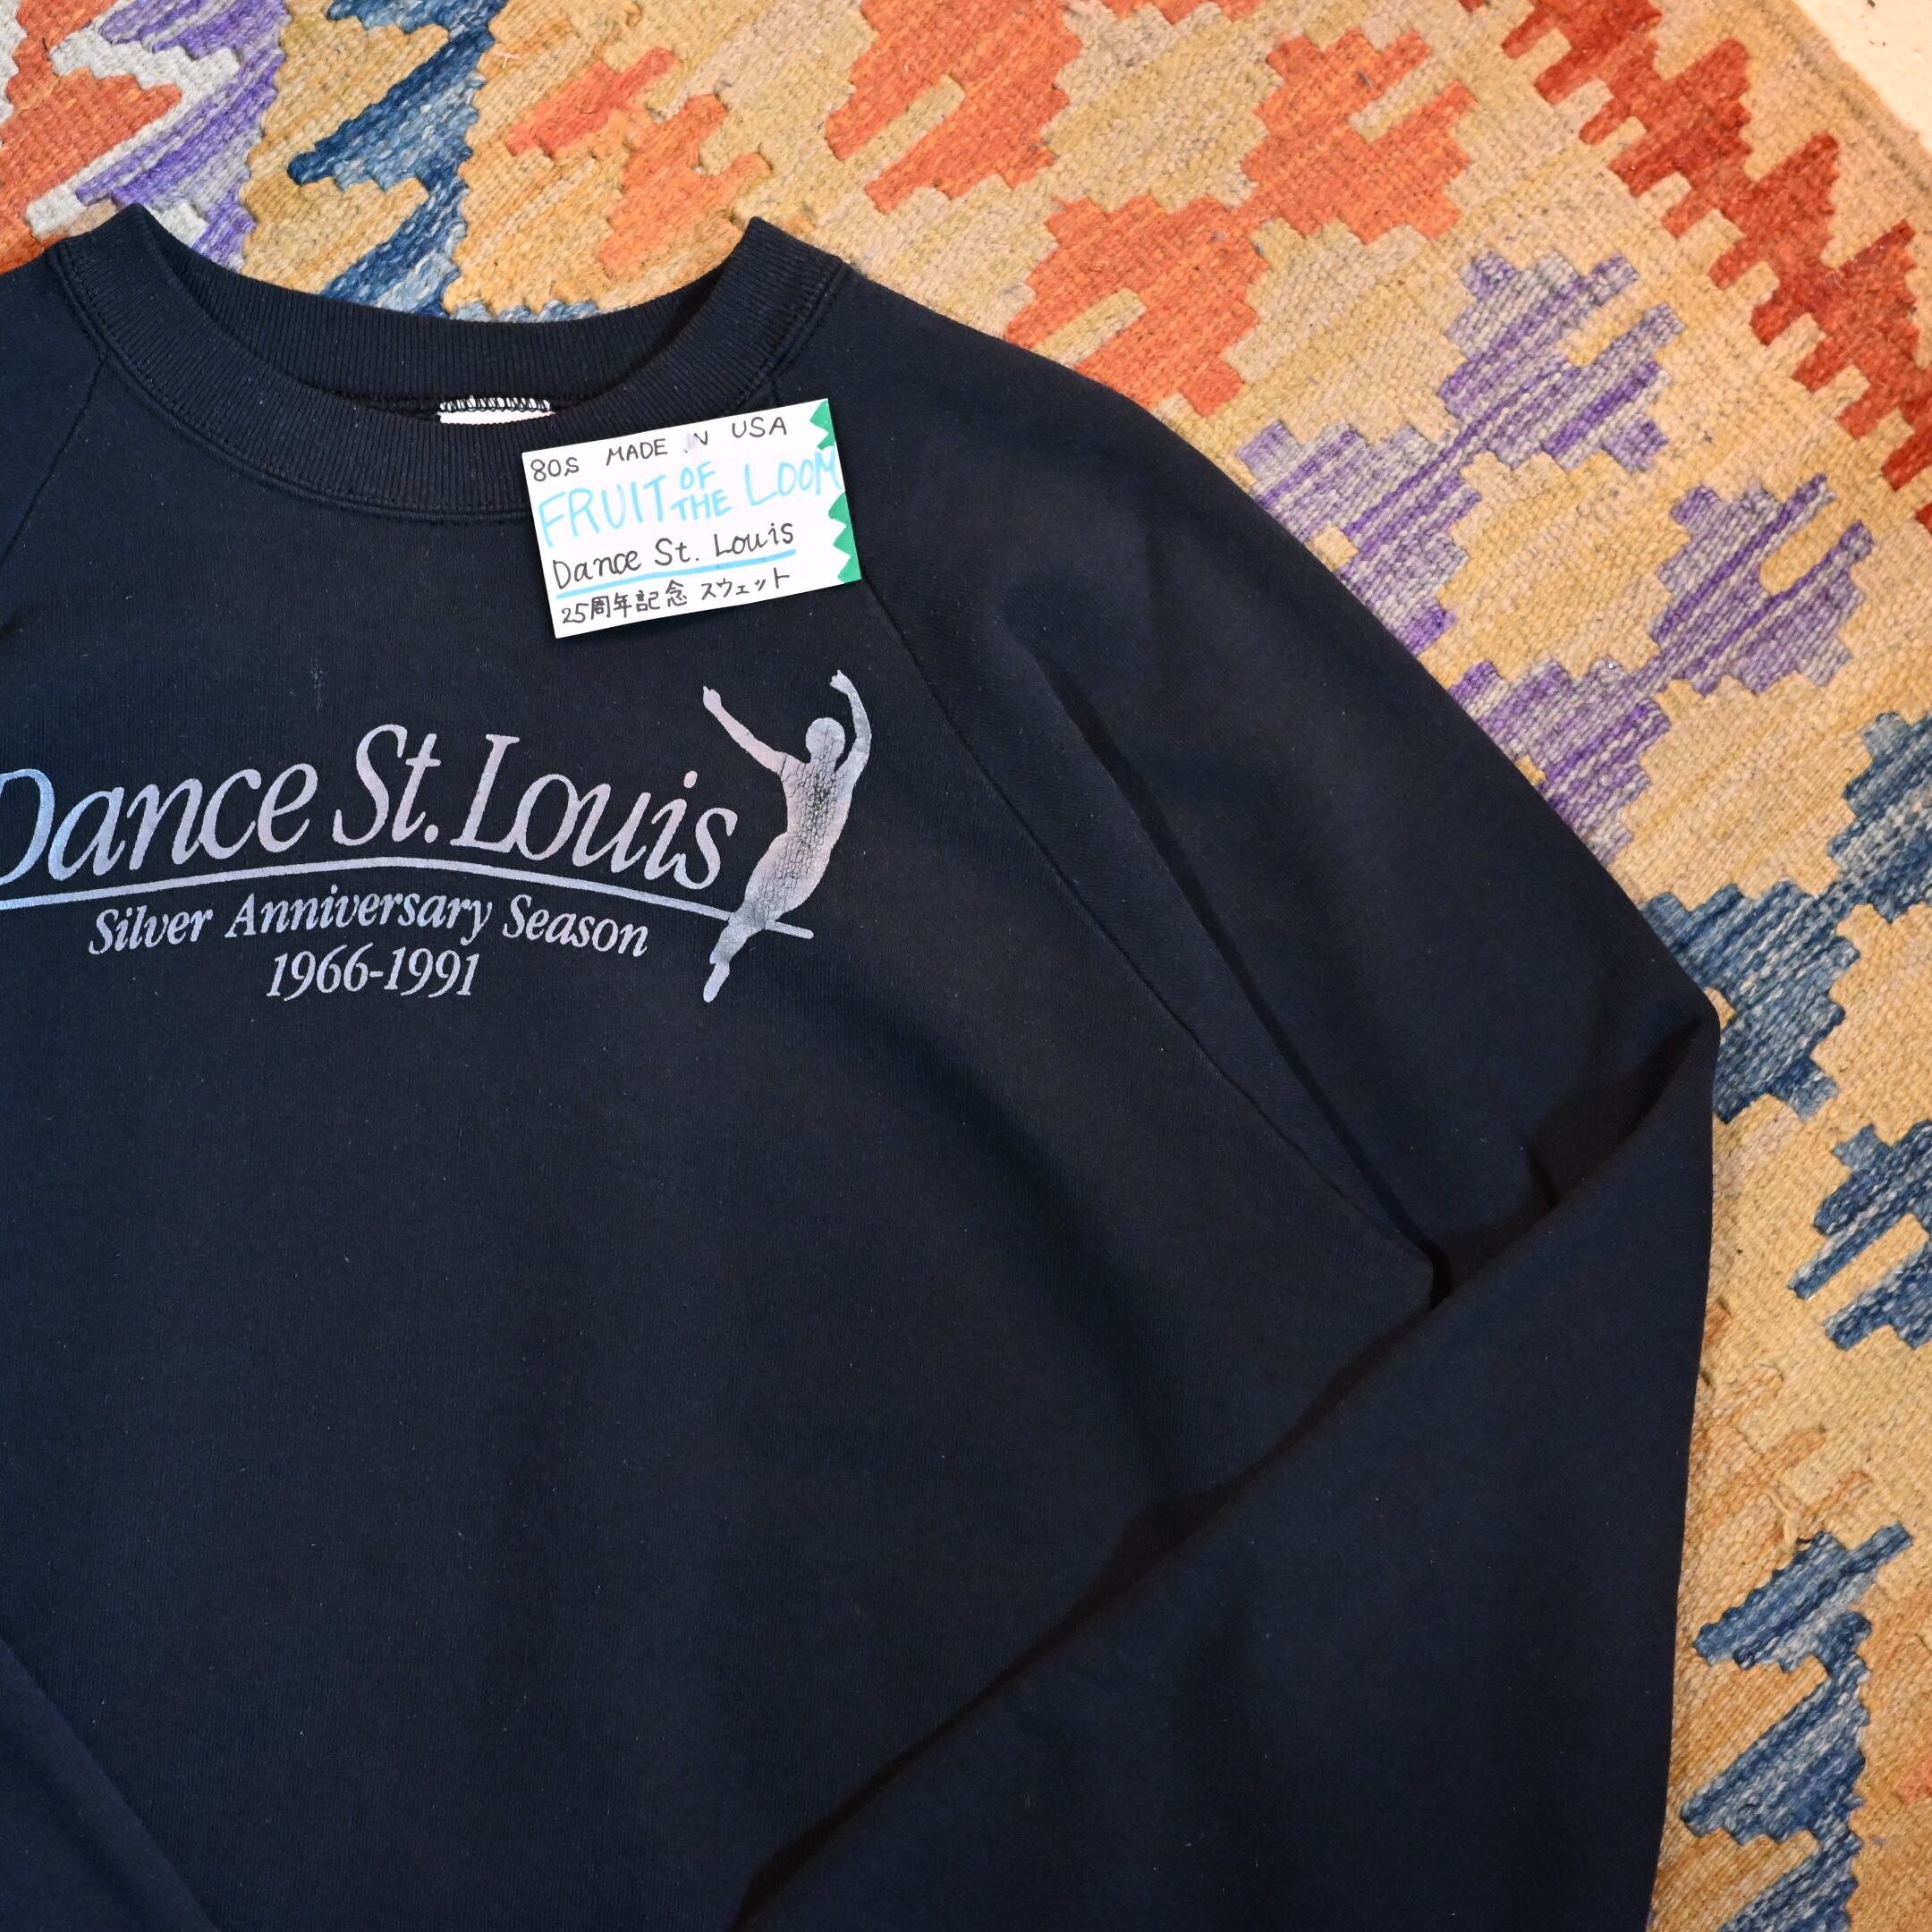 80s MADE IN USA
FRUIT OF THE LOOM
Dance St. Louis
25周年記念 スウェット
Dance St. Louis
Silver Anniversary Season
1966-1991